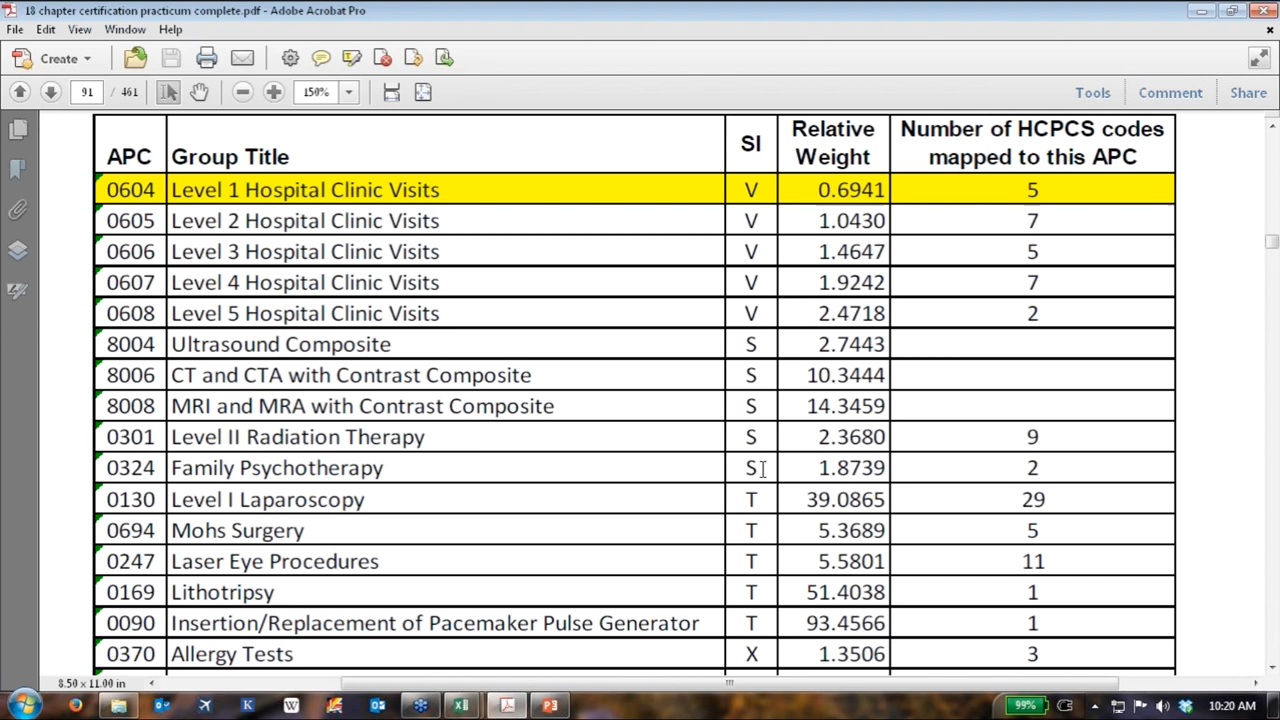 18 chapter certification practicum complete.pdf - Adobe Acrobat Pro
File Edit View Window Help
Create
91 / 461 150% Tools Comment Share
APC Group Title SI Relative Weight Number of HCPCS codes mapped to this APC
0604 Level 1 Hospital Clinic Visits V 0.6941 5
0605 Level 2 Hospital Clinic Visits V 1.0430 7
0606 Level 3 Hospital Clinic Visits V 1.4647 5
0607 Level 4 Hospital Clinic Visits V 1.9242 7
0608 Level 5 Hospital Clinic Visits V 2.4718 2
8004 Ultrasound Composite S 2.7443
8006 CT and CTA with Contrast Composite S 10.3444
8008 MRI and MRA with Contrast Composite S 14.3459
0301 Level II Radiation Therapy S 2.3680 9
0324 Family Psychotherapy S 1.8739 2
0130 Level I Laparoscopy T 39.0865 29
0694 Mohs Surgery T 5.3689 5
0247 Laser Eye Procedures T 5.5801 11
0169 Lithotripsy T 51.4038 1
0090 Insertion/Replacement of Pacemaker Pulse Generator T 93.4566 1
0370 Allergy Tests X 1.3506 3
8.50 x 11.00 in
99% 10:20 AM